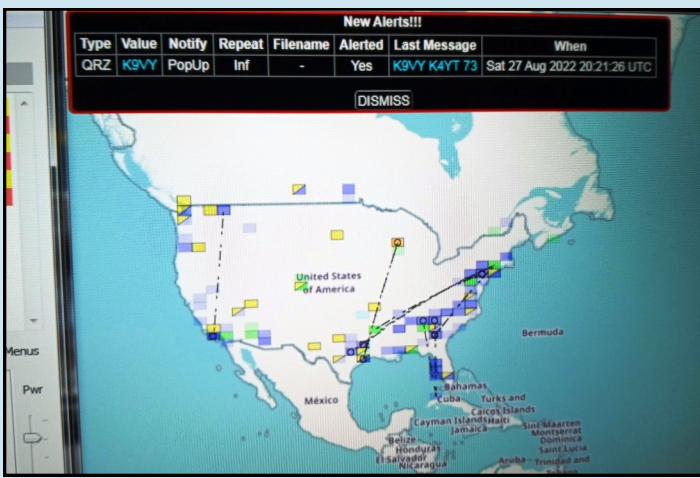 New Alerts!!!
Type Value Notify Repeat Filename Alerted Last Message When
QRZ K9VY PopUp Inf - Yes K9VY K4YT 73 Sat 27 Aug 2022 20:21:26 UTC
DISMISS
United States
of America
Menus
Bermuda
Pwr
México
Bahamas
Cuba
Turks and
Caicos Islands
Cayman Islands
Haiti
Jamaica
Sint Maarten
Montserrat
Belize
Dominica
Honduras
Saint Lucia
El Salvador
Nicaragua
Aruba
Trinidad and
Tobago